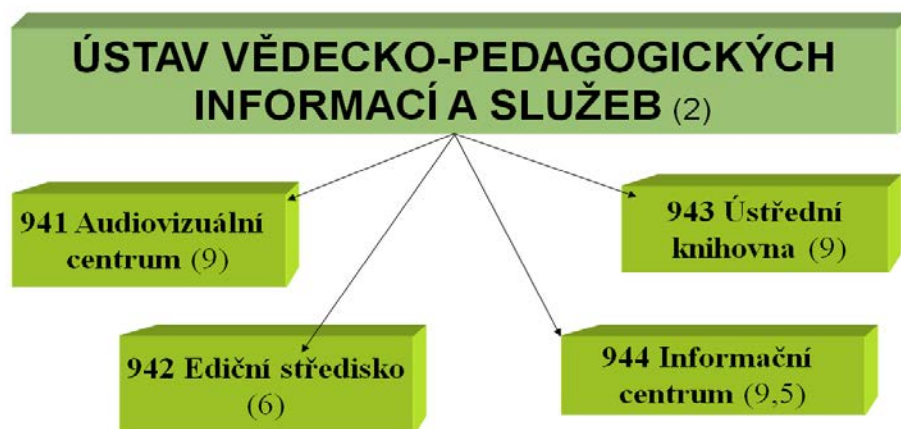 ÚSTAV VĚDECKO-PEDAGOGICKÝCH
INFORMACÍ A SLUŽEB (2)
941 Audiovizuální
centrum (9)
943 Ústřední
knihovna (9)
942 Ediční středisko
(6)
944 Informační
centrum (9,5)